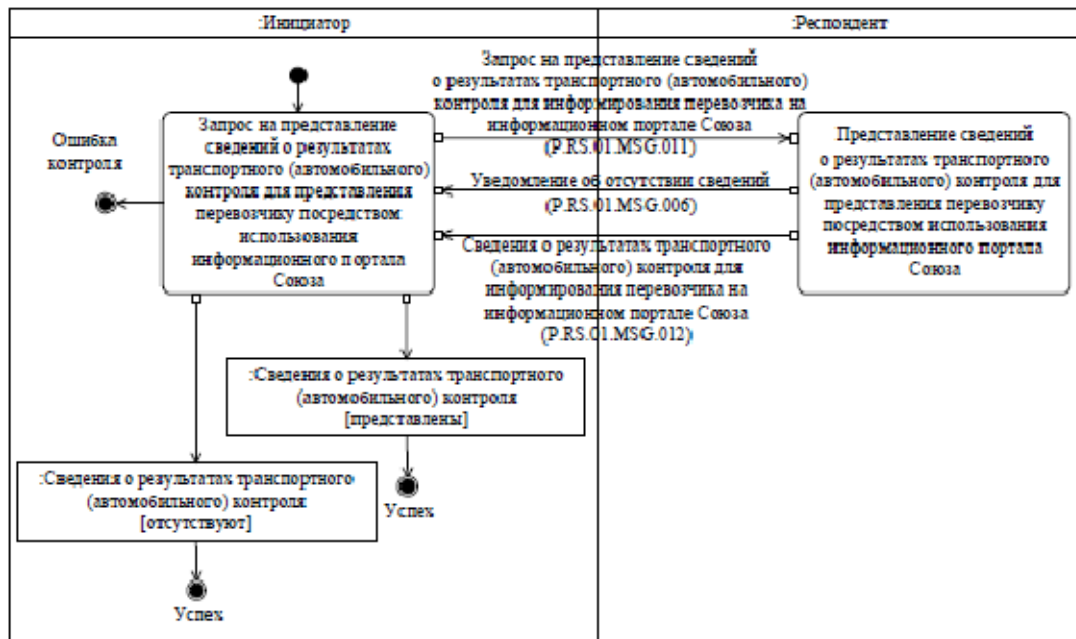 :Инициатор
:Респондент
Запрос на представление сведений
о результатах транспортного (автомобильного)
контроля для информирования перевозчика на
информационном портале Союза
(P.RS.01.MSG.011)
Ошибка
контроля
Запрос на представление
сведений о результатах
транспортного (автомобильного)
контроля для представления
перевозчику посредством
использования
информационного портала
Союза
Уведомление об отсутствии сведений
(P.RS.01.MSG.006)
Представление сведений
о результатах транспортного
(автомобильного) контроля для
представления перевозчику
посредством использования
информационного портала
Союза
Сведения о результатах транспортного
(автомобильного) контроля для
информирования перевозчика на
информационном портале Союза
(P.RS.01.MSG.012)
:Сведения о результатах транспортного
(автомобильного) контроля
[представлены]
:Сведения о результатах транспортного
(автомобильного) контроля
[отсутствуют]
Успех
Успех